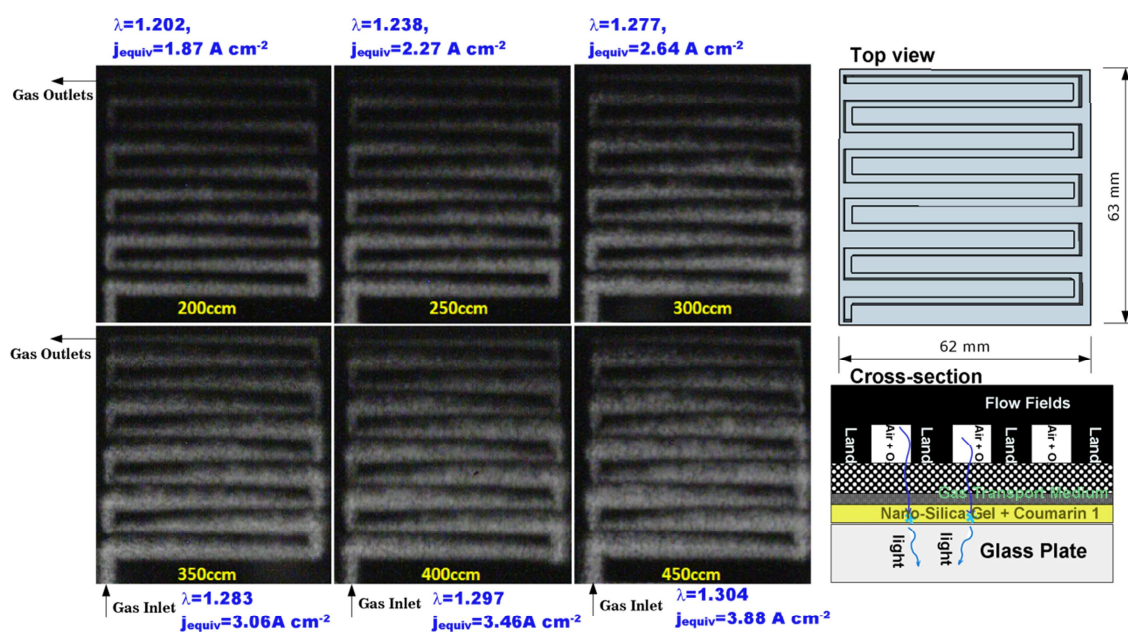 λ=1.202,
jequiv=1.87 A cm-2
λ=1.238,
jequiv=2.27 A cm-2
λ=1.277,
jequiv=2.64 A cm-2
Gas Outlets
200ccm
250ccm
300ccm
Gas Outlets
350ccm
400ccm
450ccm
Gas Inlet
λ=1.283
jequiv=3.06A cm-2
Gas Inlet
λ=1.297
jequiv=3.46A cm-2
Gas Inlet
λ=1.304
jequiv=3.88 A cm-2
Top view
63 mm
62 mm
Cross-section
Flow Fields
Land
Air + O
Land
Air + O
Land
Air + O
Land
Gas Transport Medium
Nano-Silica Gel + Coumarin 1
light
light
Glass Plate